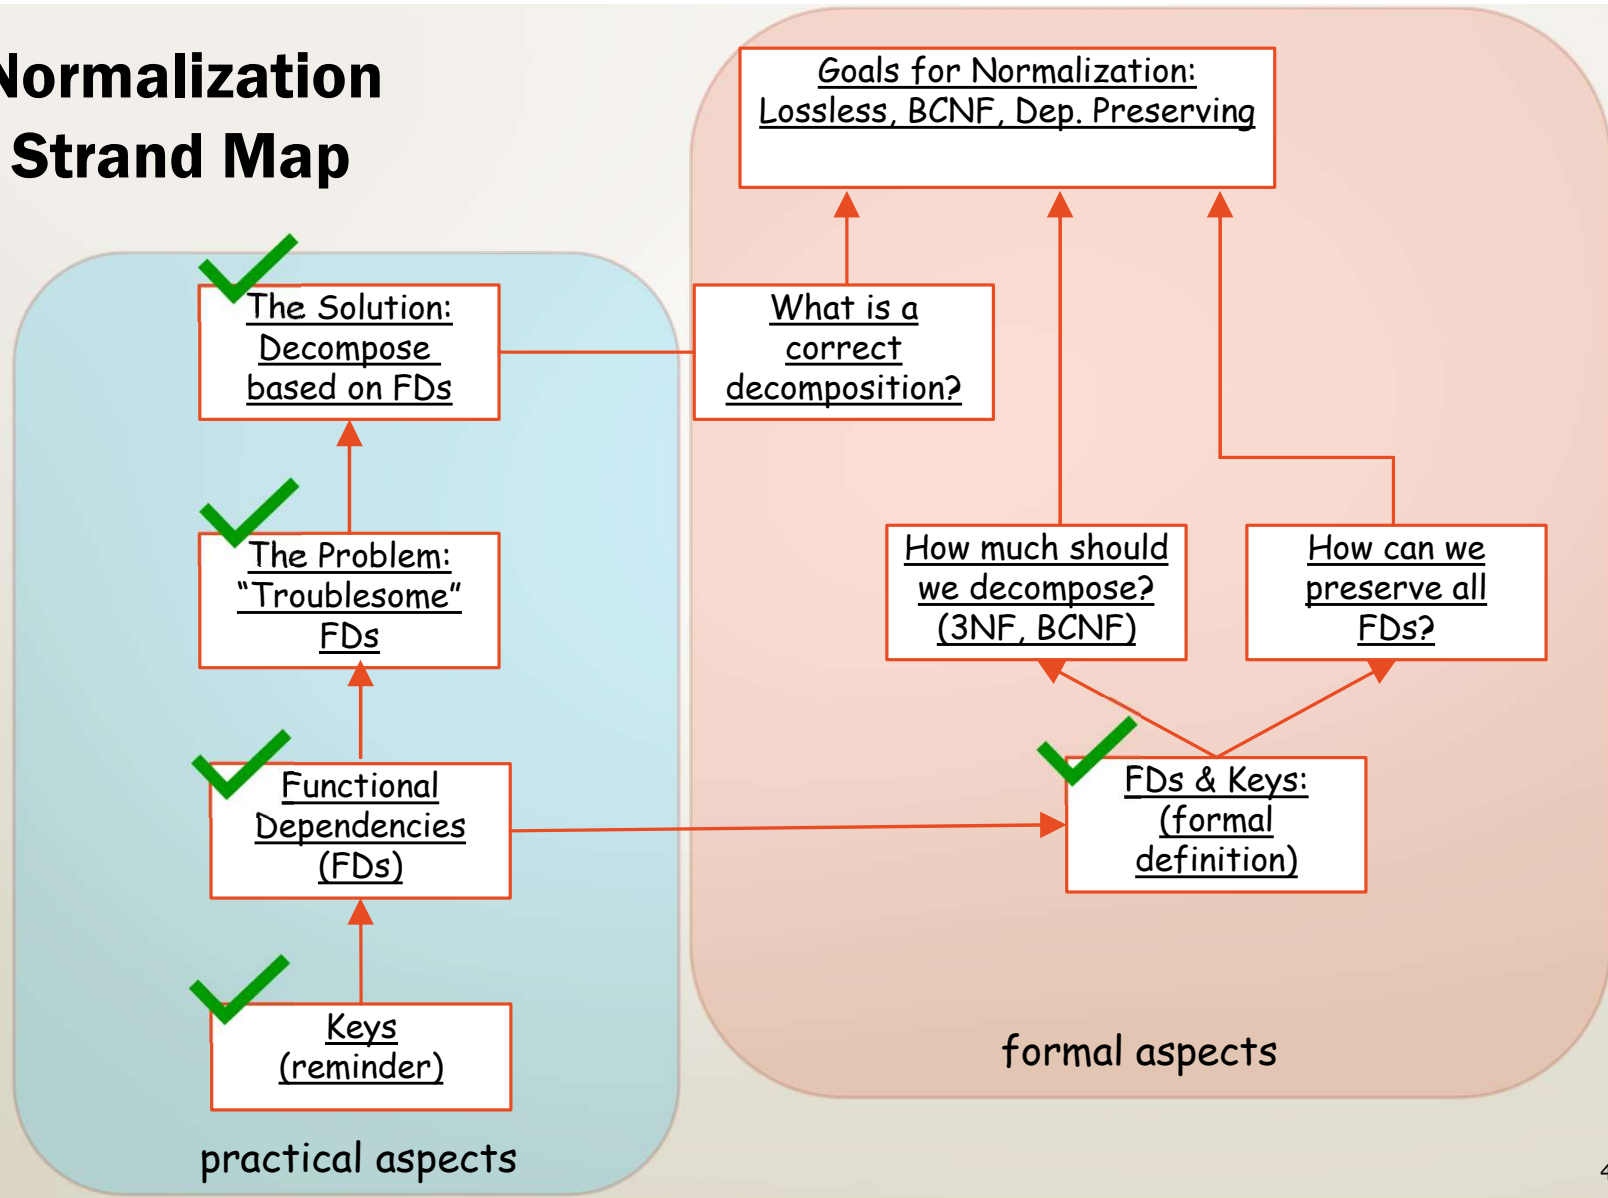 Normalization
Strand Map
Goals for Normalization:
Lossless, BCNF, Dep. Preserving
The Solution:
Decompose
based on FDs
What is a
correct
decomposition?
The Problem:
“Troublesome”
FDs
How much should
we decompose?
(3NF, BCNF)
How can we
preserve all
FDs?
Functional
Dependencies
(FDs)
FDs & Keys:
(formal
definition)
Keys
(reminder)
formal aspects
practical aspects